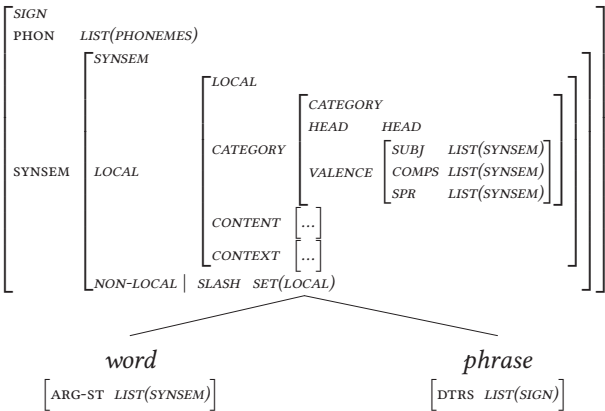 SIGN
PHON LIST(PHONEMES)
SYNSEM
LOCAL
CATEGORY
HEAD HEAD
CATEGORY
SUBJ LIST(SYNSEM)
SYNSEM LOCAL VALENCE COMPS LIST(SYNSEM)
SPR LIST(SYNSEM)
CONTENT [...]
CONTEXT [...]
NON-LOCAL | SLASH SET(LOCAL)
word phrase
[ARG-ST LIST(SYNSEM)] [DTRS LIST(SIGN)]